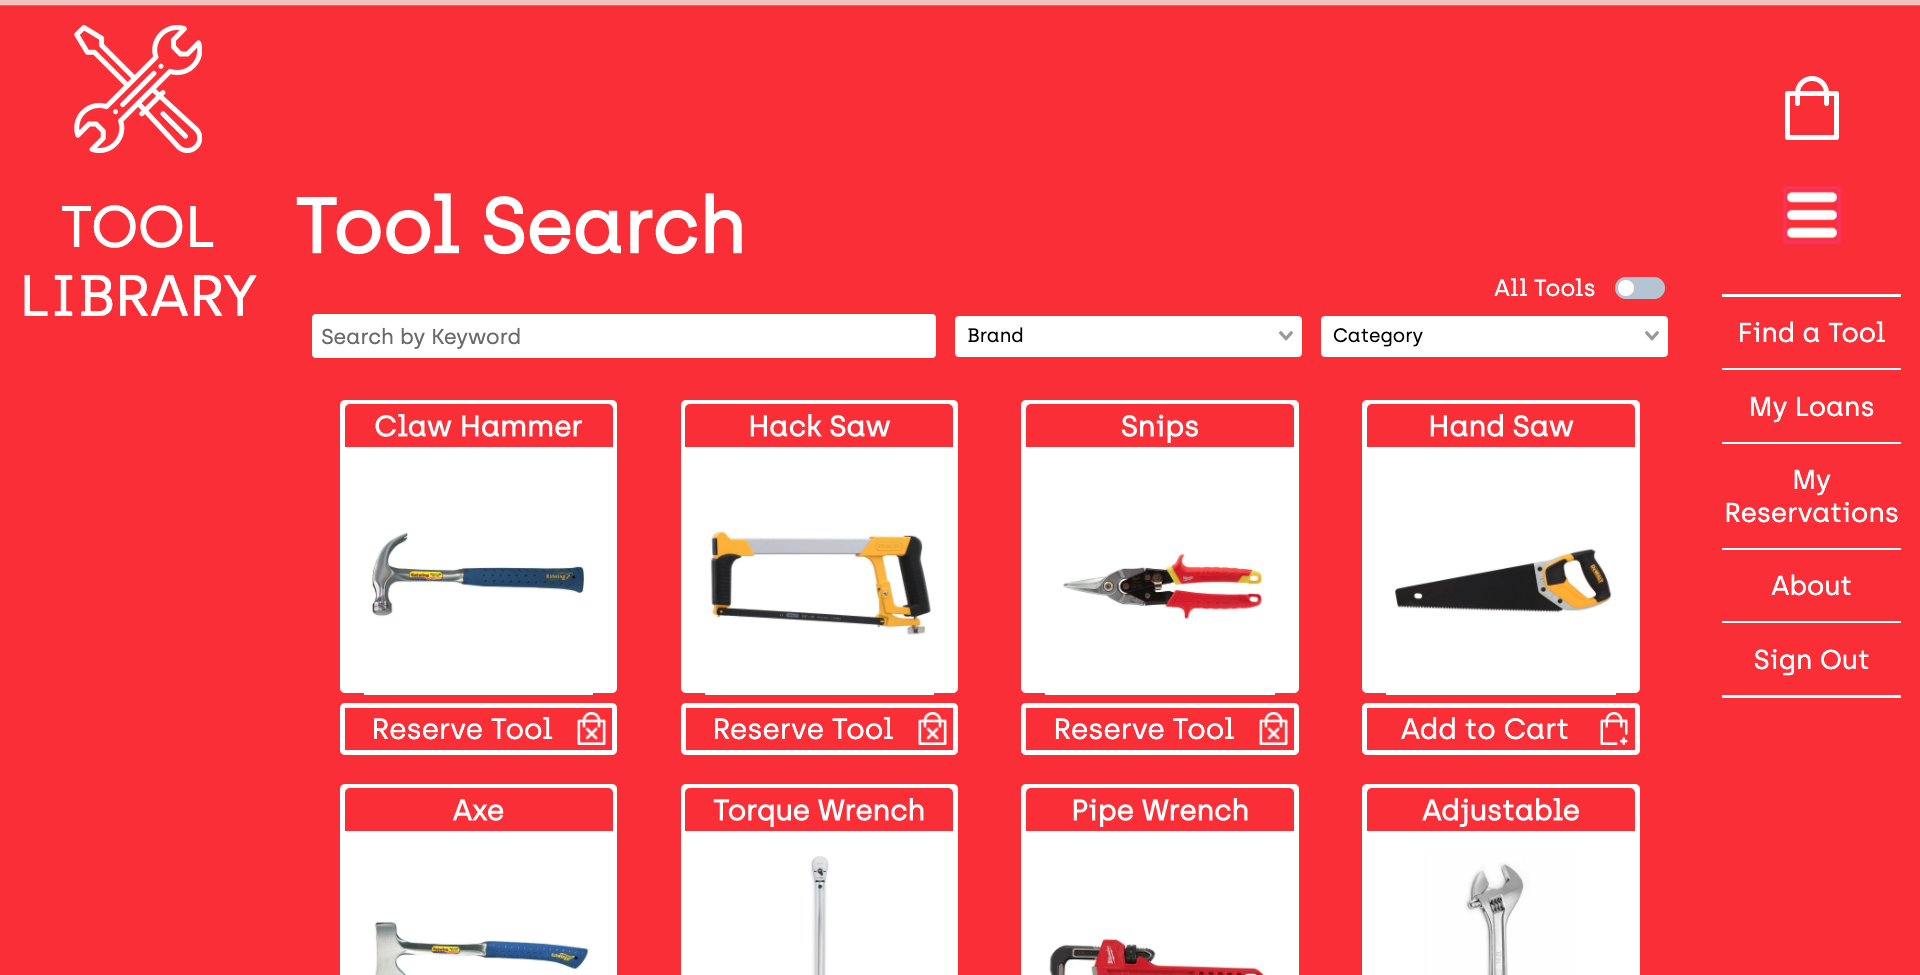 TOOL
LIBRARY
Tool Search
All Tools
Search by Keyword
Brand
Category
Find a Tool
My Loans
My
Reservations
About
Sign Out
Claw Hammer
Hack Saw
Snips
Hand Saw
Reserve Tool
Reserve Tool
Reserve Tool
Add to Cart
Axe
Torque Wrench
Pipe Wrench
Adjustable